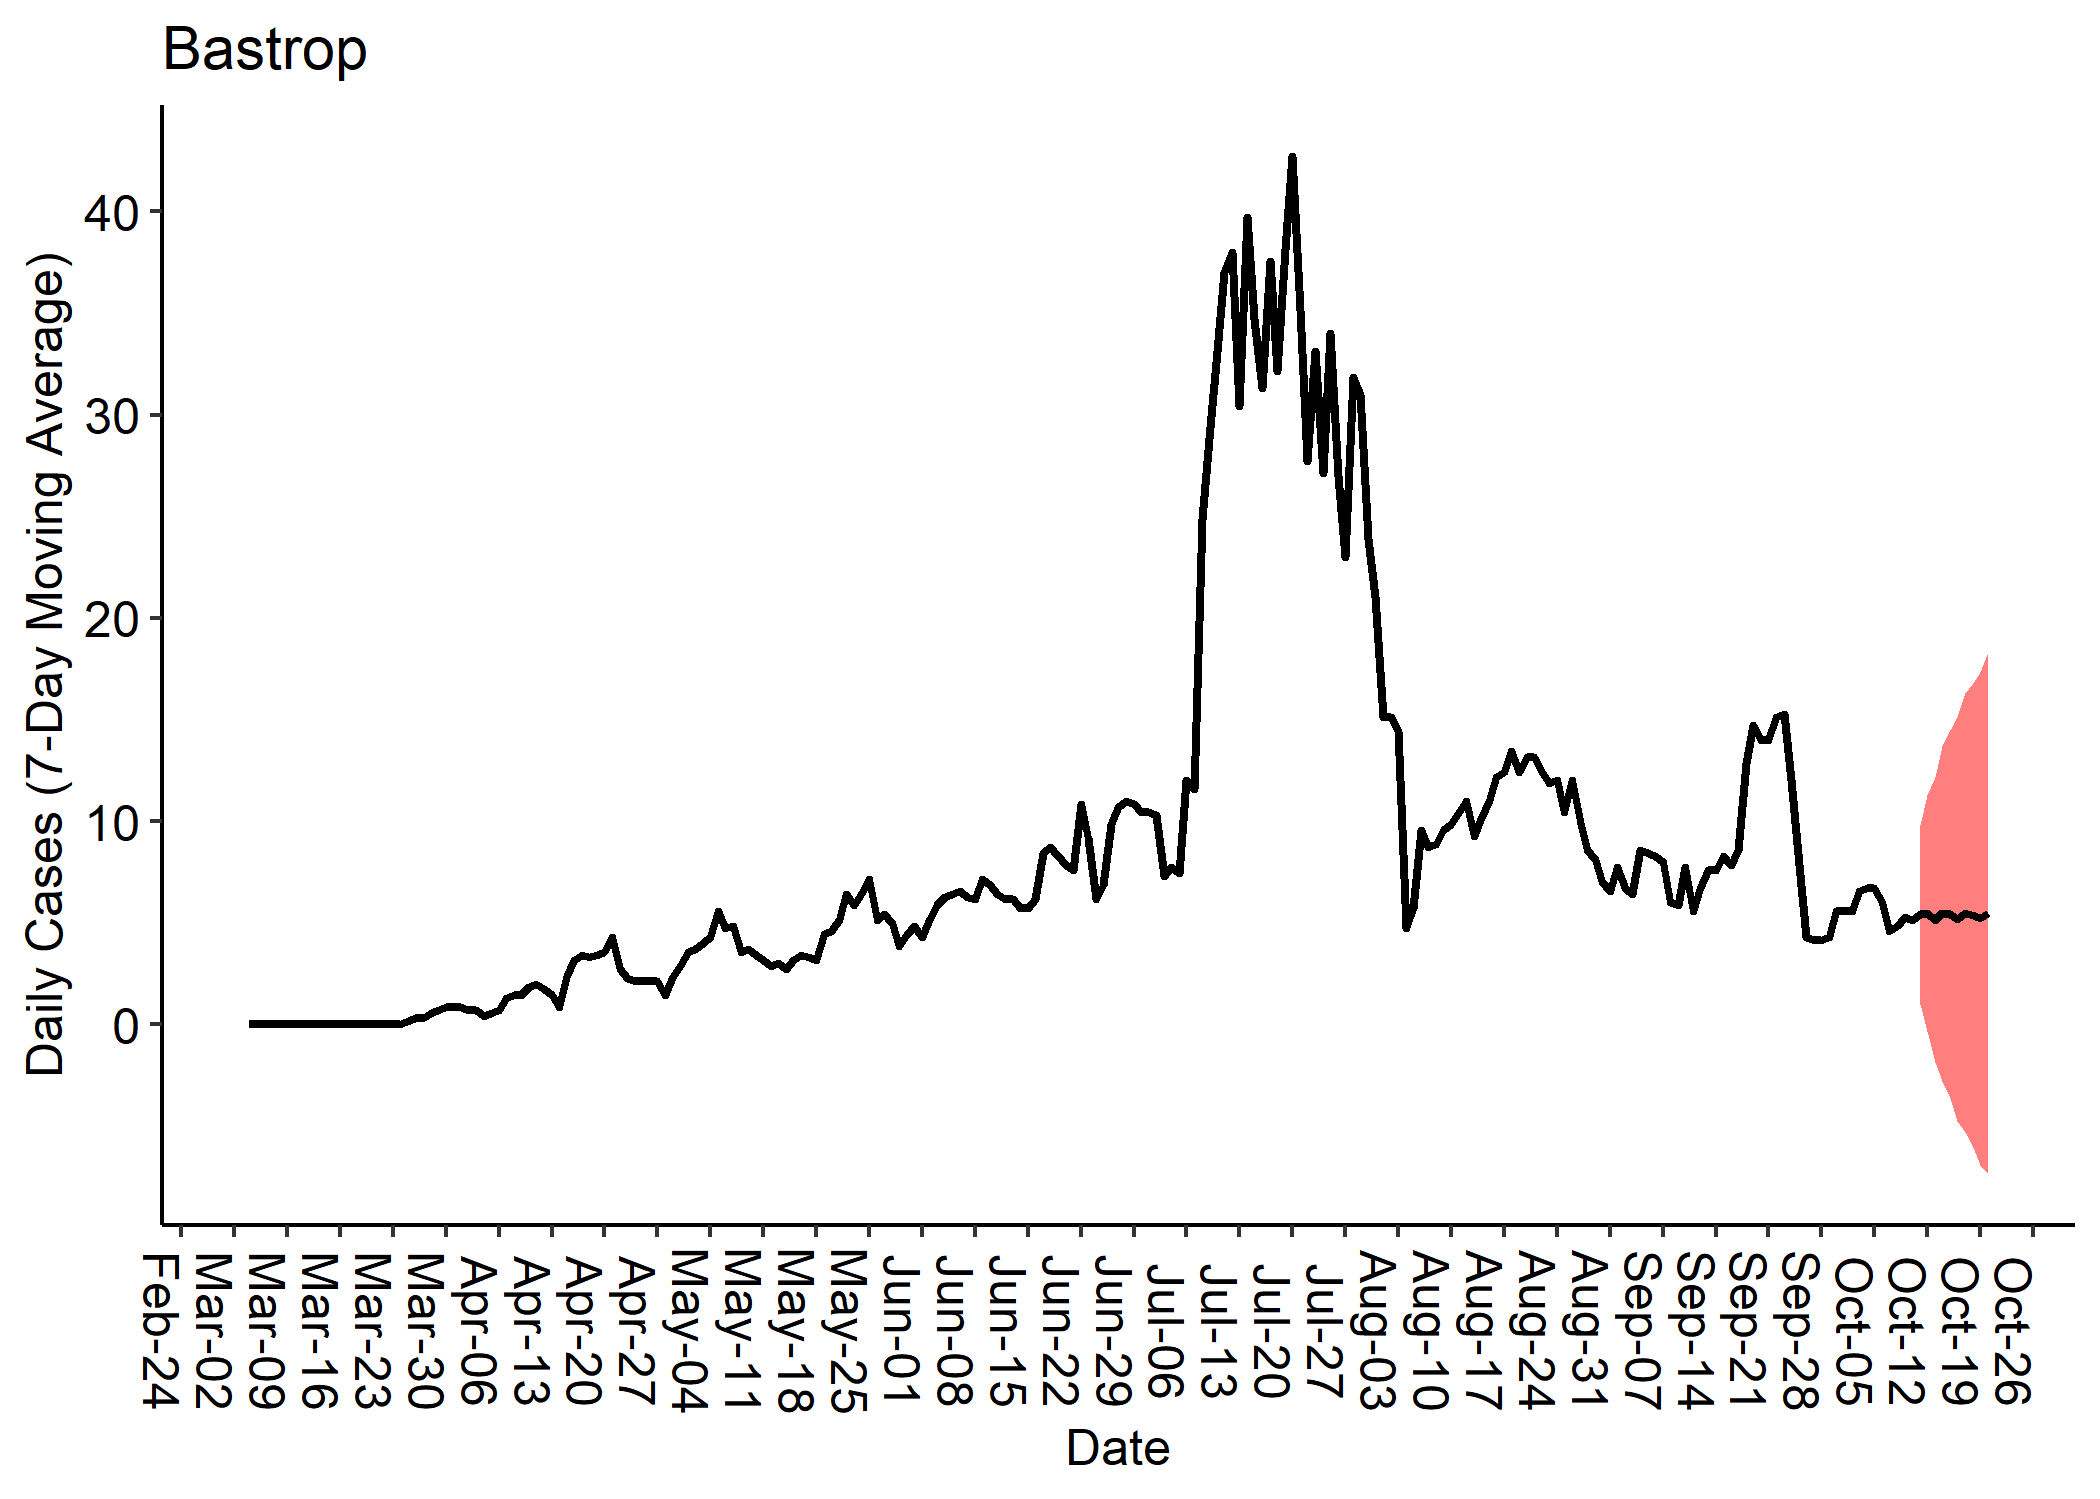 Bastrop
Daily Cases (7-Day Moving Average)
40
30
20
10
0
Feb-24
Mar-02
Mar-09
Mar-16
Mar-23
Mar-30
Apr-06
Apr-13
Apr-20
Apr-27
May-04
May-11
May-18
May-25
Jun-01
Jun-08
Jun-15
Jun-22
Jun-29
Jul-06
Jul-13
Jul-20
Jul-27
Aug-03
Aug-10
Aug-17
Aug-24
Aug-31
Sep-07
Sep-14
Sep-21
Sep-28
Oct-05
Oct-12
Oct-19
Oct-26
Date